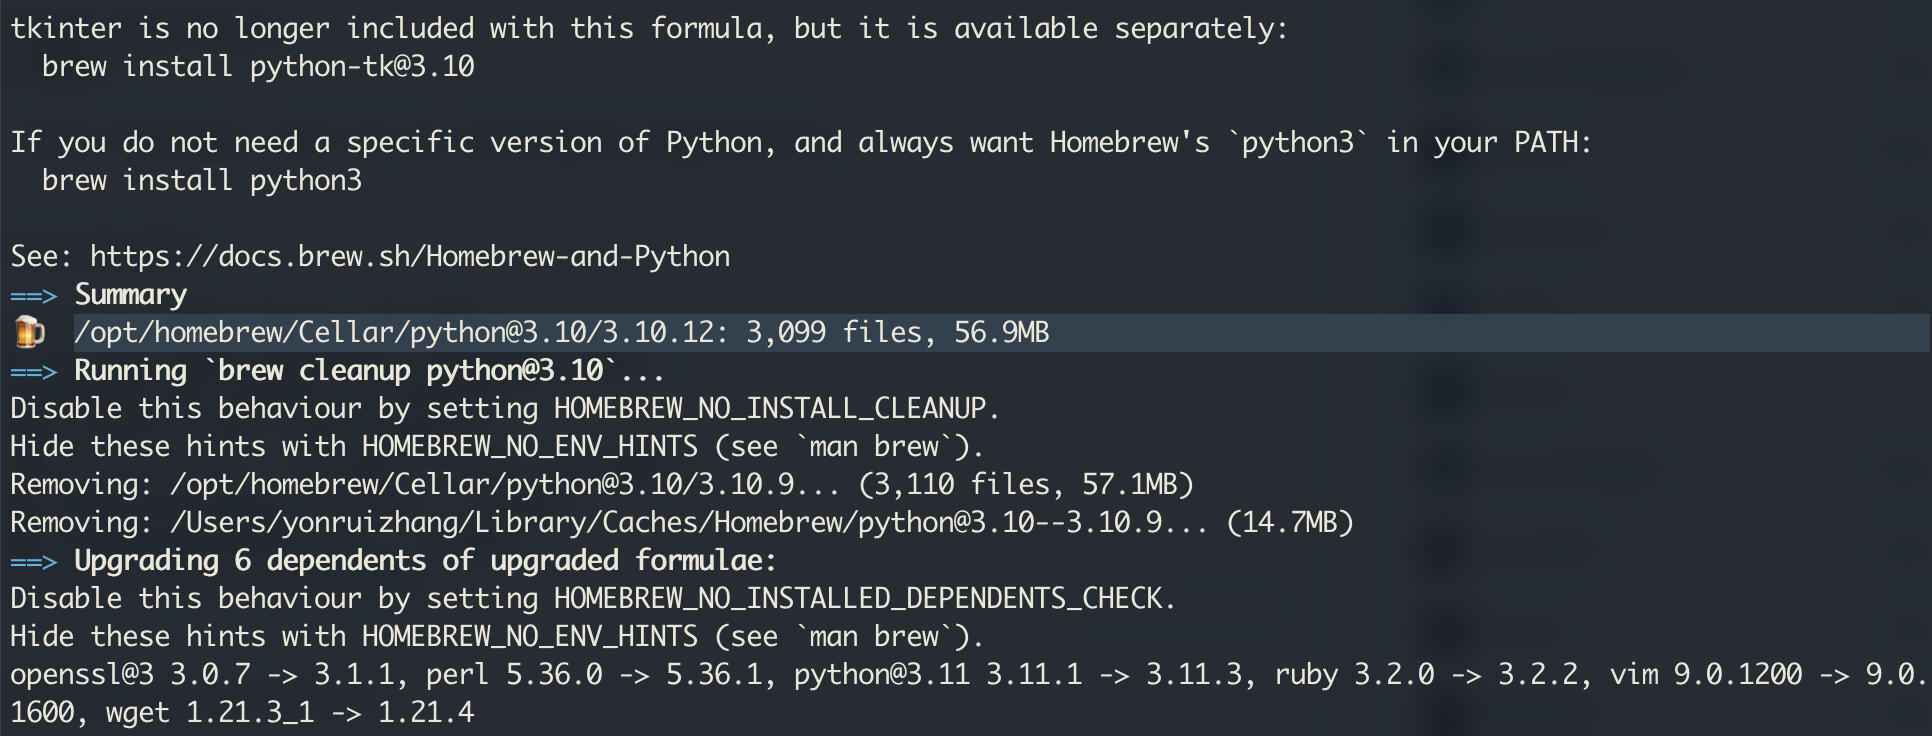 tkinter is no longer included with this formula, but it is available separately:
  brew install python-tk@3.10

If you do not need a specific version of Python, and always want Homebrew's `python3` in your PATH:
  brew install python3

See: https://docs.brew.sh/Homebrew-and-Python
==> Summary
🍺 /opt/homebrew/Cellar/python@3.10/3.10.12: 3,099 files, 56.9MB
==> Running `brew cleanup python@3.10`...
Disable this behaviour by setting HOMEBREW_NO_INSTALL_CLEANUP.
Hide these hints with HOMEBREW_NO_ENV_HINTS (see `man brew`).
Removing: /opt/homebrew/Cellar/python@3.10/3.10.9... (3,110 files, 57.1MB)
Removing: /Users/yonruizhang/Library/Caches/Homebrew/python@3.10--3.10.9... (14.7MB)
==> Upgrading 6 dependents of upgraded formulae:
Disable this behaviour by setting HOMEBREW_NO_INSTALLED_DEPENDENTS_CHECK.
Hide these hints with HOMEBREW_NO_ENV_HINTS (see `man brew`).
openssl@3 3.0.7 -> 3.1.1, perl 5.36.0 -> 5.36.1, python@3.11 3.11.1 -> 3.11.3, ruby 3.2.0 -> 3.2.2, vim 9.0.1200 -> 9.0.
1600, wget 1.21.3_1 -> 1.21.4